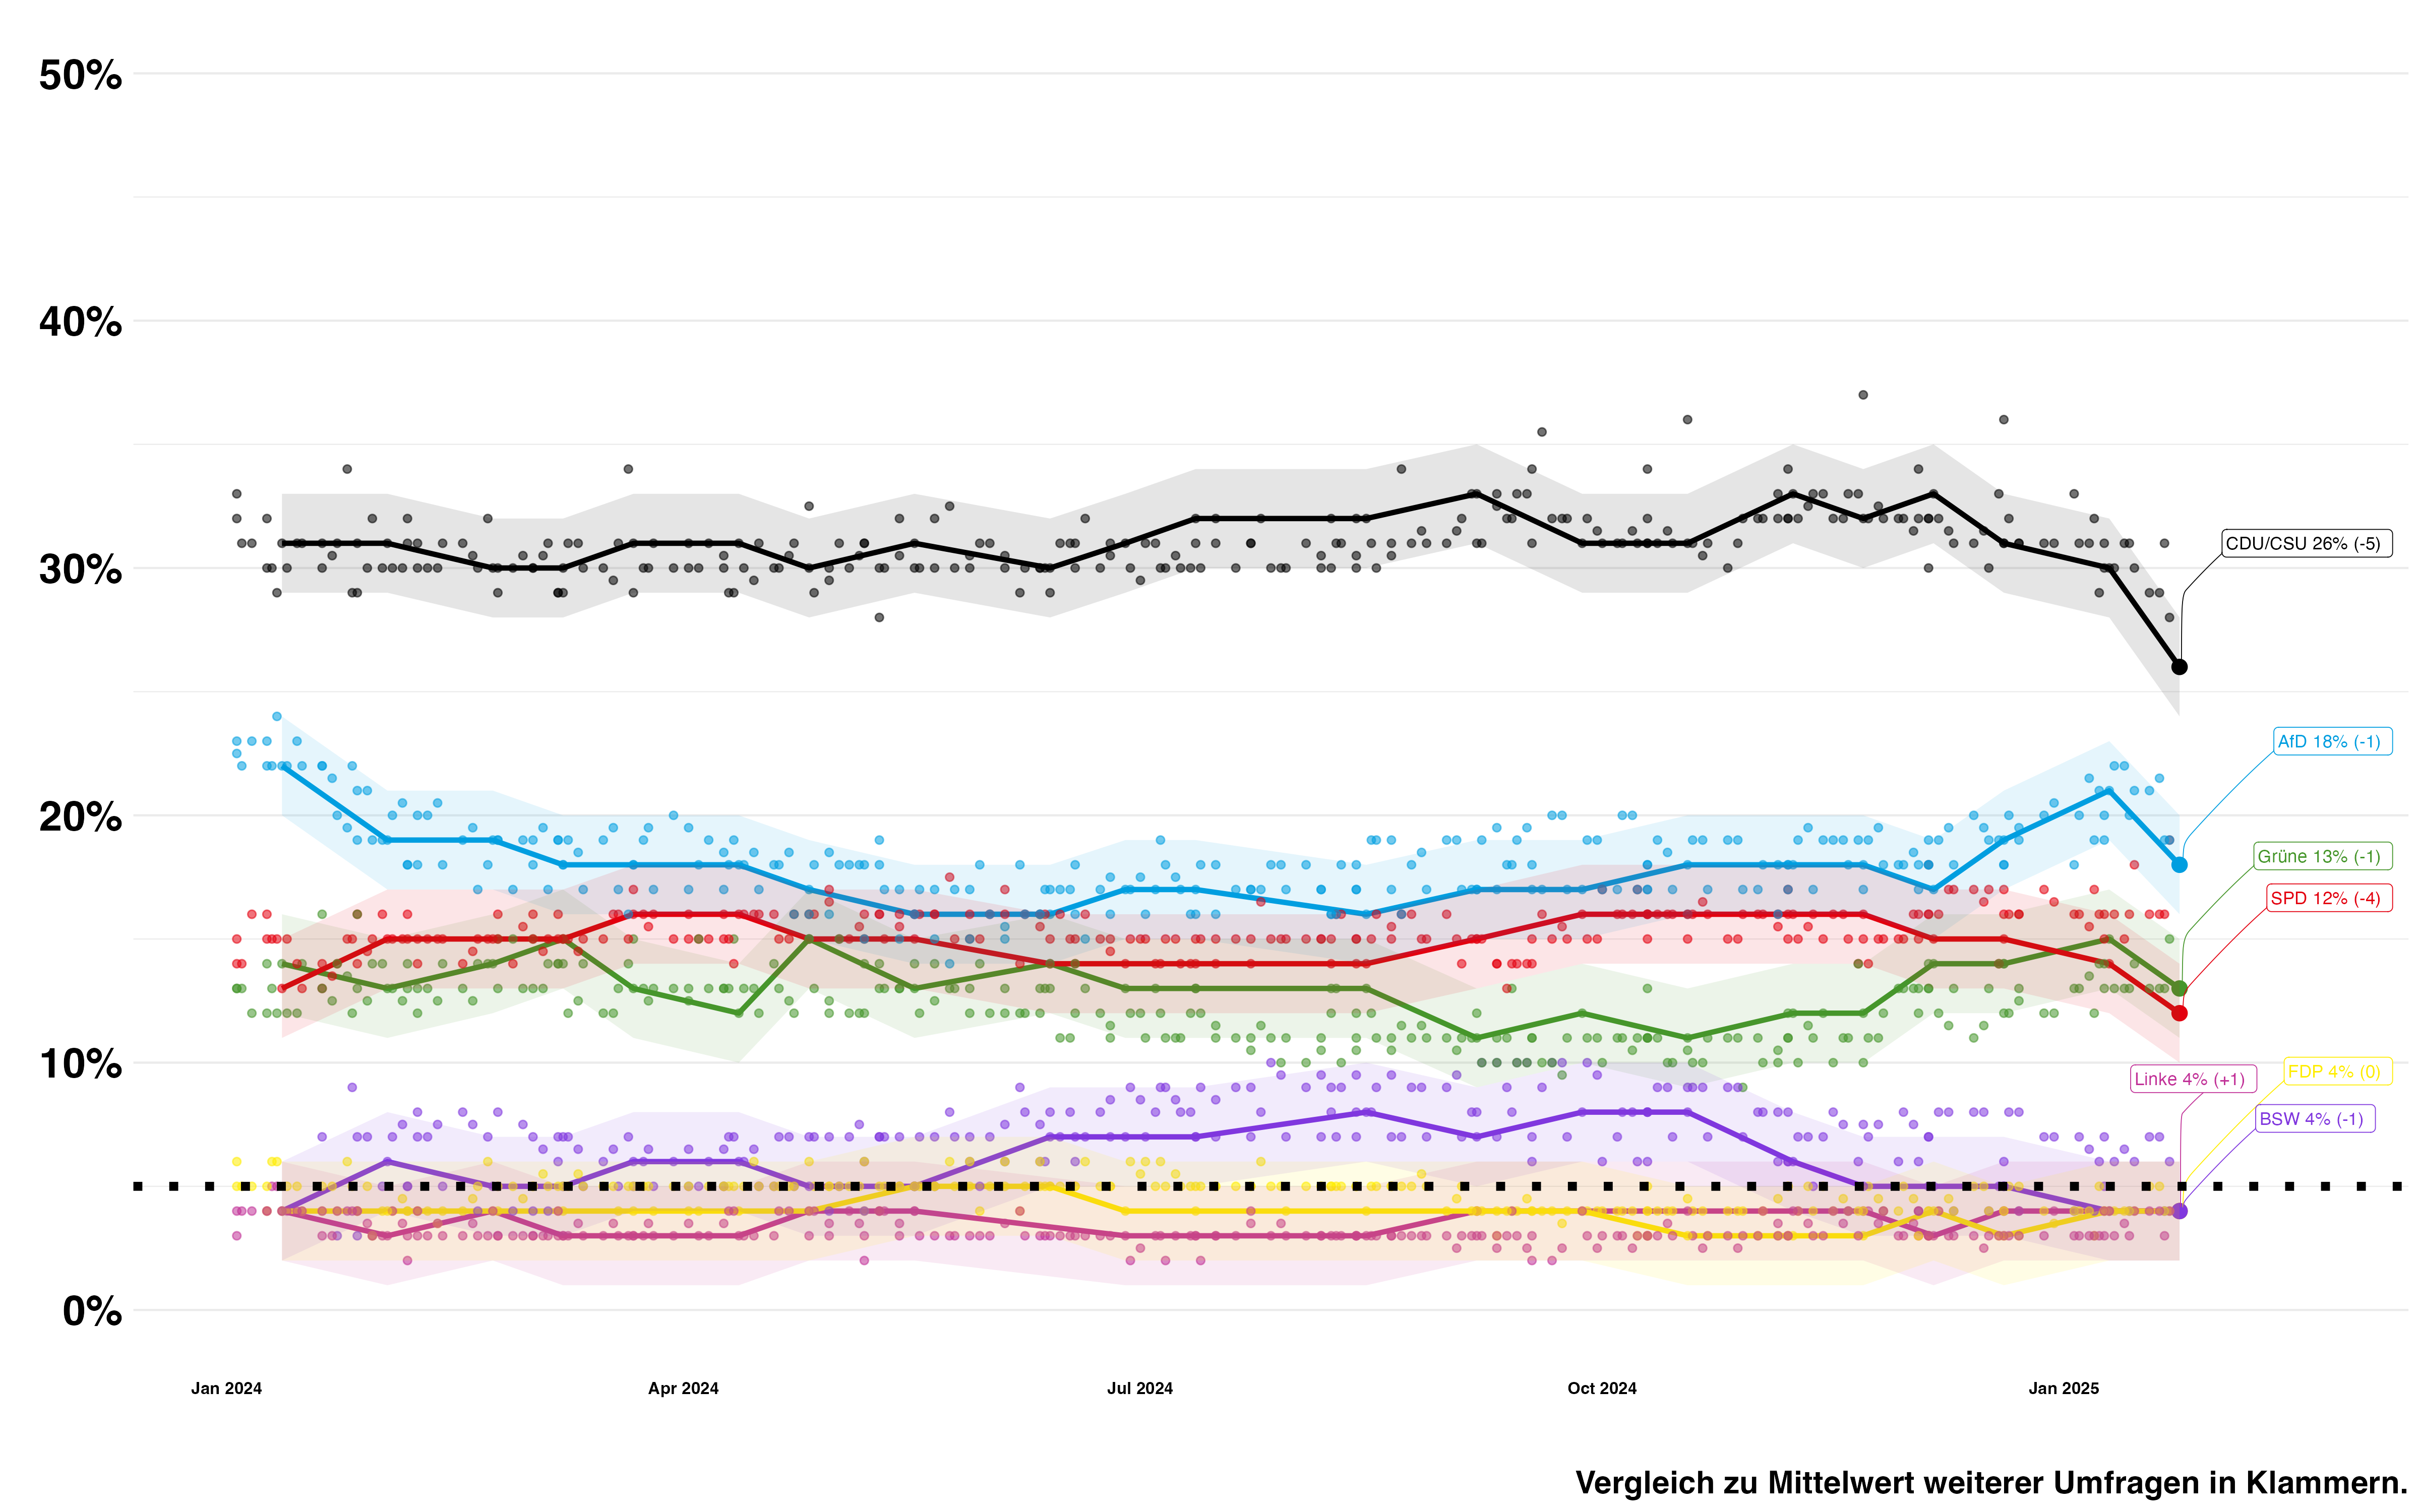 50%
40%
30%
20%
10%
0%
CDU/CSU 26% (-5)
AfD 18% (-1)
Grüne 13% (-1)
SPD 12% (-4)
FDP 4% (0)
Linke 4% (+1)
BSW 4% (-1)
Jan 2024
Apr 2024
Jul 2024
Oct 2024
Jan 2025
Vergleich zu Mittelwert weiterer Umfragen in Klammern.